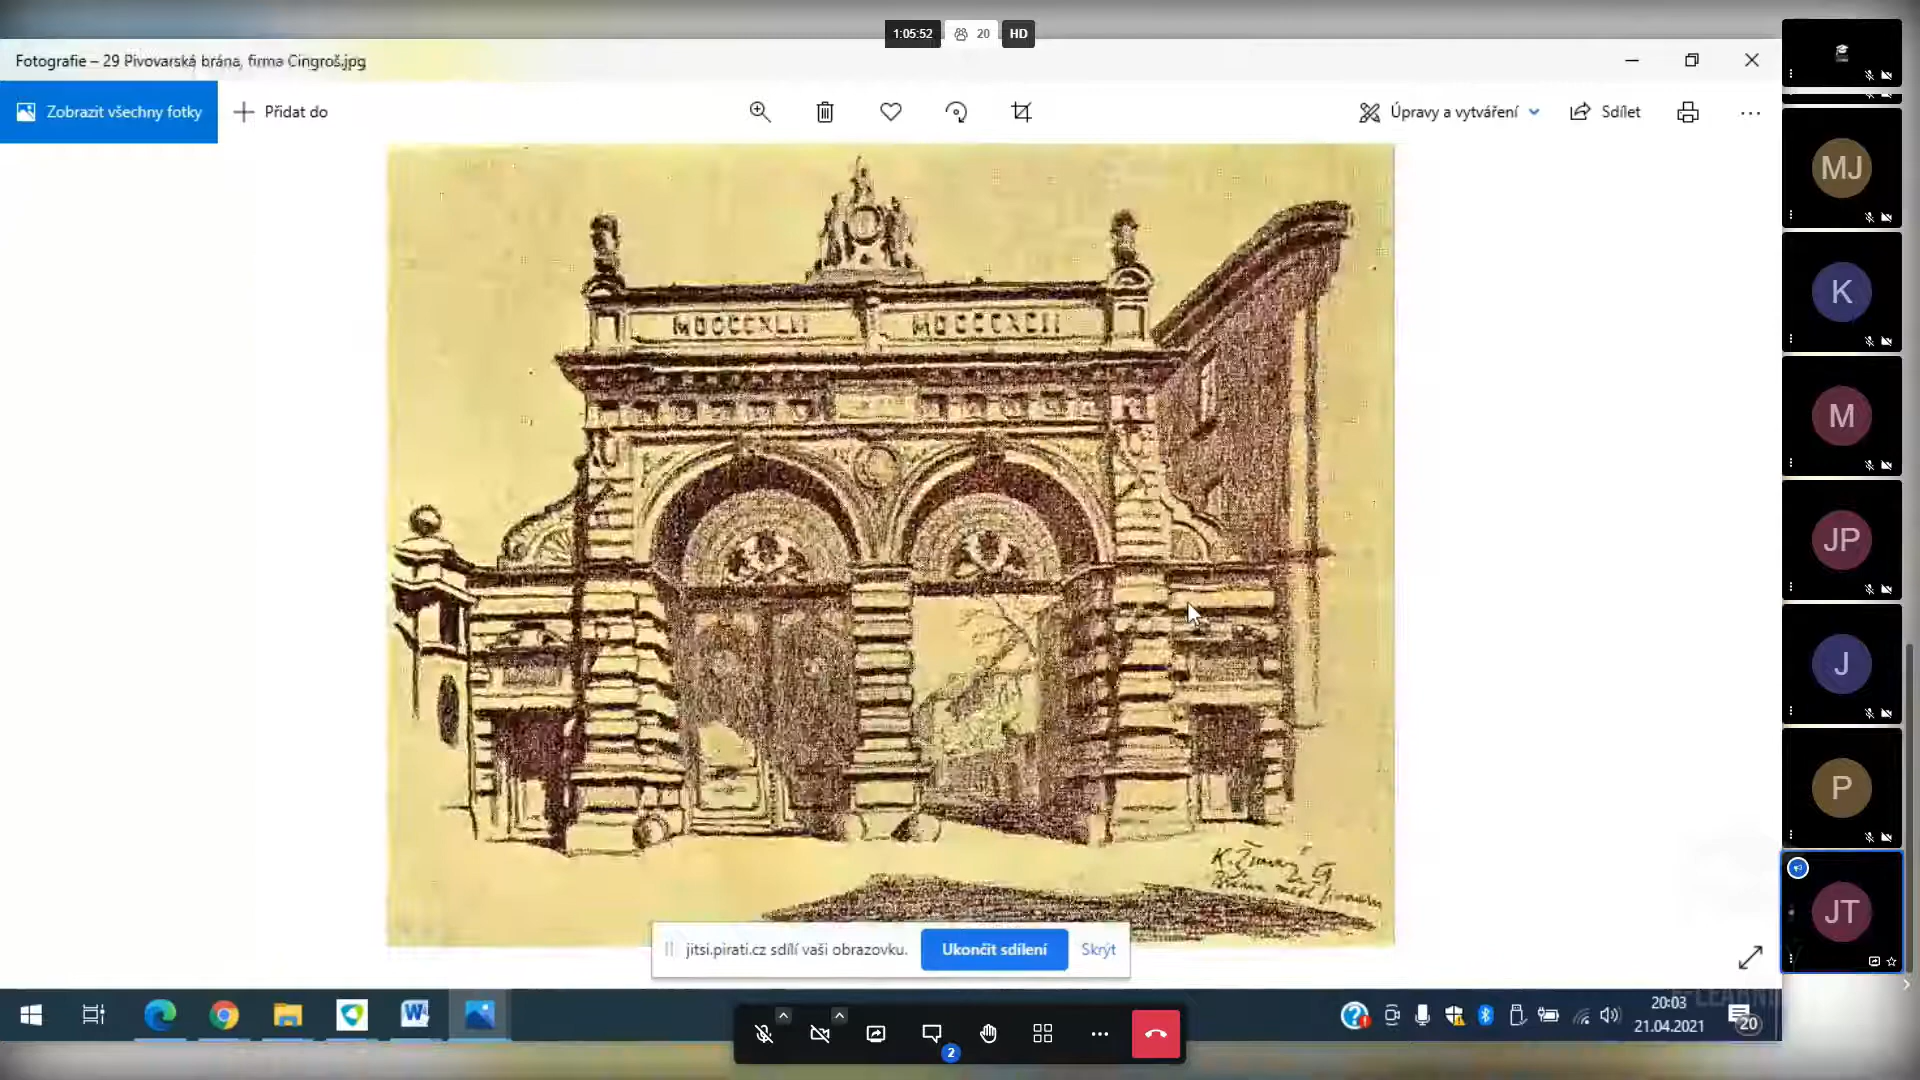 1:05:52
20
HD
Fotografie – 29 Pivovarská brána, firma Cingroš.jpg
Zobrazit všechny fotky
Přidat do
Úpravy a vytváření
Sdílet
MDCCCXLII MDCCCXCII
MJ
K
M
JP
J
P
JT
jitsi.pirati.cz sdílí vaši obrazovku.
Ukončit sdílení
Skrýt
20:03
21.04.2021
20
2